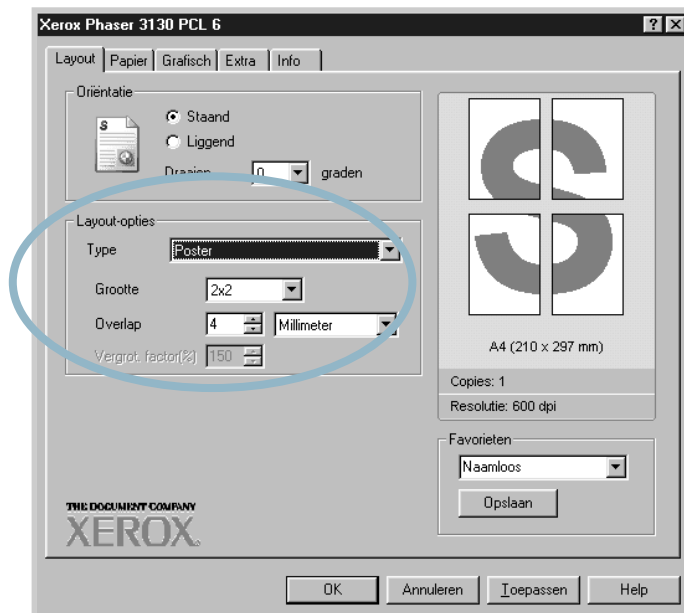 Xerox Phaser 3130 PCL 6
Layout Papier Grafisch Extra Info
Oriëntatie
S
Staand
Liggend
Draaien 0 graden
Layout-opties
Type Poster
Grootte 2x2
Overlap 4 Millimeter
Vergrot. factor(%) 150
S
A4 (210 x 297 mm)
Copies: 1
Resolutie: 600 dpi
Favorieten
Naamloos
Opslaan
THE DOCUMENT COMPANY
XEROX®
OK Annuleren Toepassen Help